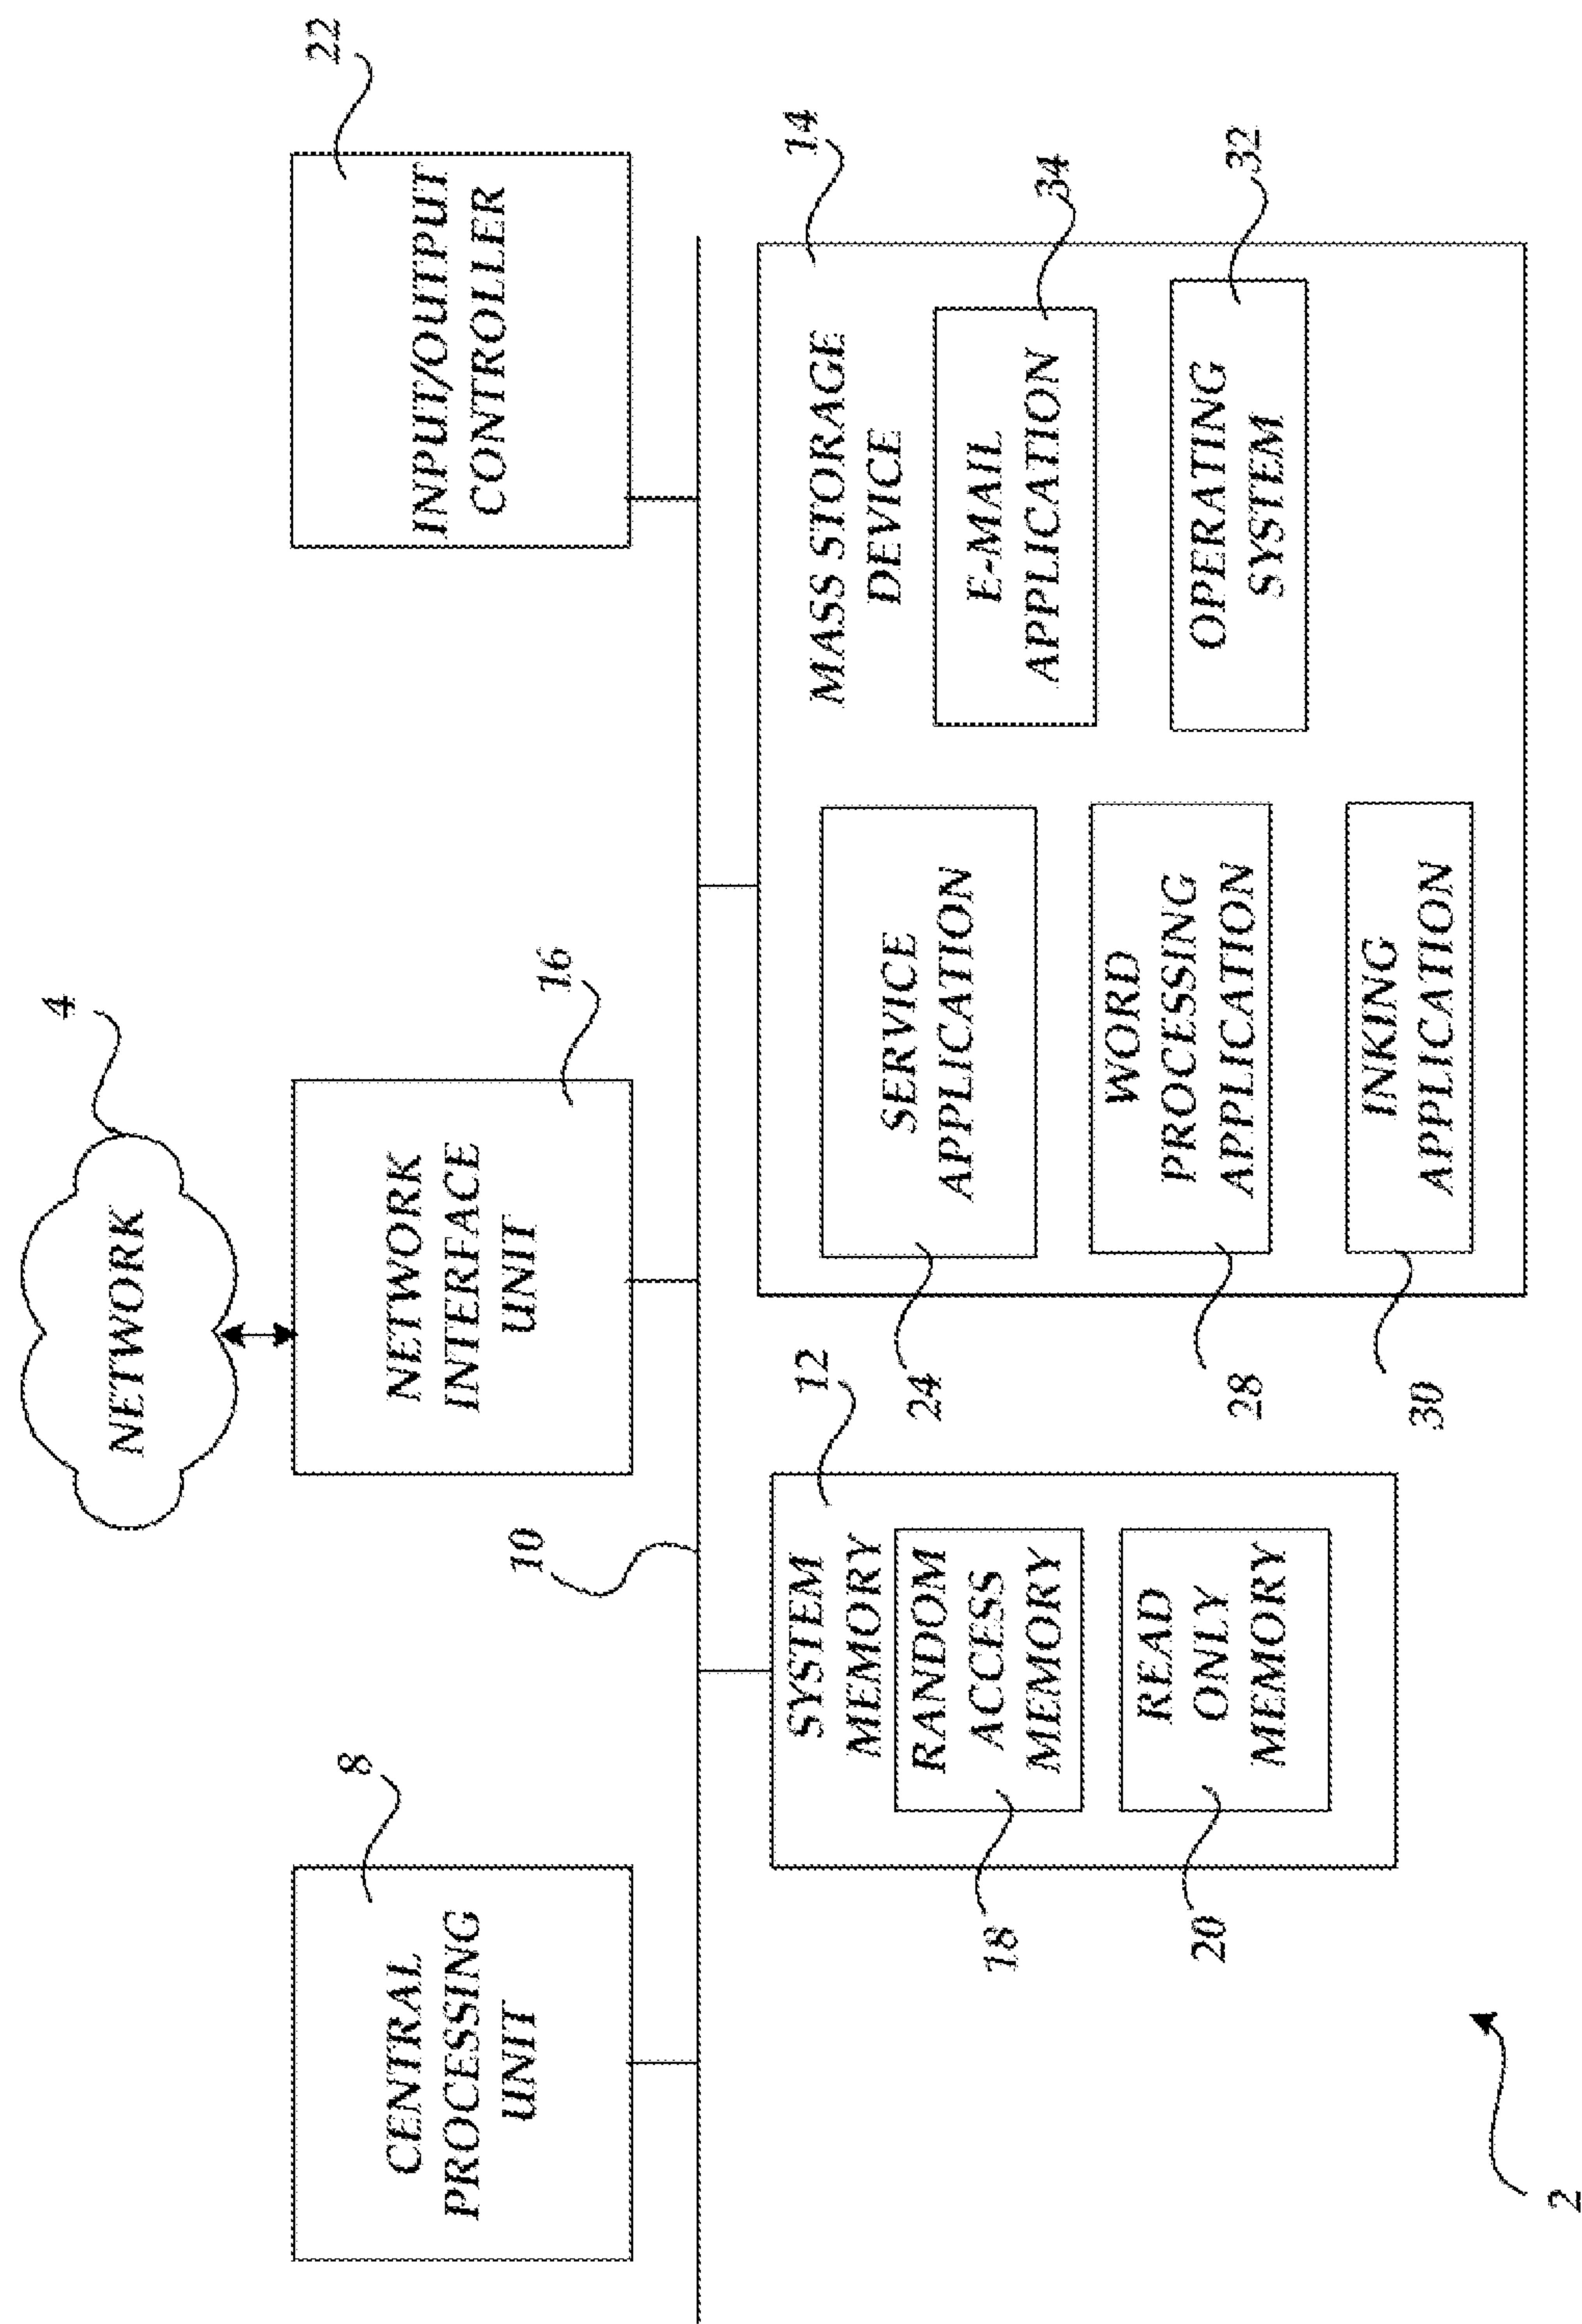 4
NETWORK
8
CENTRAL
PROCESSING
UNIT
16
NETWORK
INTERFACE
UNIT
22
INPUT/OUTPUT
CONTROLLER
10
12
SYSTEM
MEMORY
RANDOM
ACCESS
MEMORY
18
READ
ONLY
MEMORY
20
14
MASS STORAGE
DEVICE
SERVICE
APPLICATION
24
E-MAIL
APPLICATION
34
WORD
PROCESSING
APPLICATION
28
OPERATING
SYSTEM
32
INKING
APPLICATION
30
2